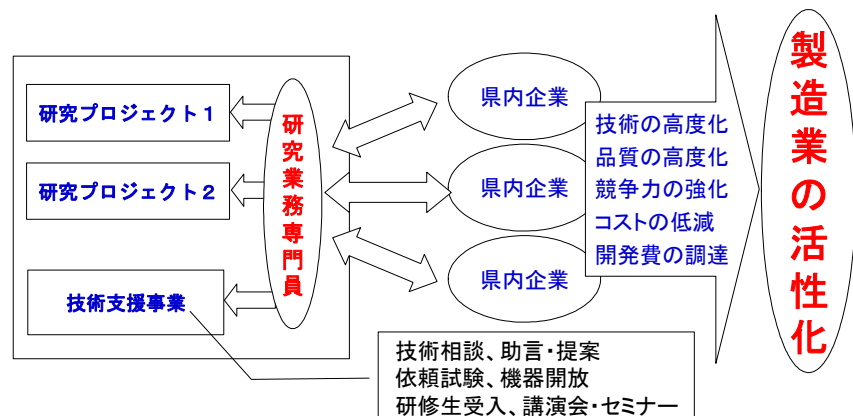 研究プロジェクト1
研究プロジェクト2
技術支援事業
研究業務専門員
県内企業
県内企業
県内企業
技術の高度化
品質の高度化
競争力の強化
コストの低減
開発費の調達
製造業の活性化
技術相談、助言・提案
依頼試験、機器開放
研修生受入、講演会・セミナー